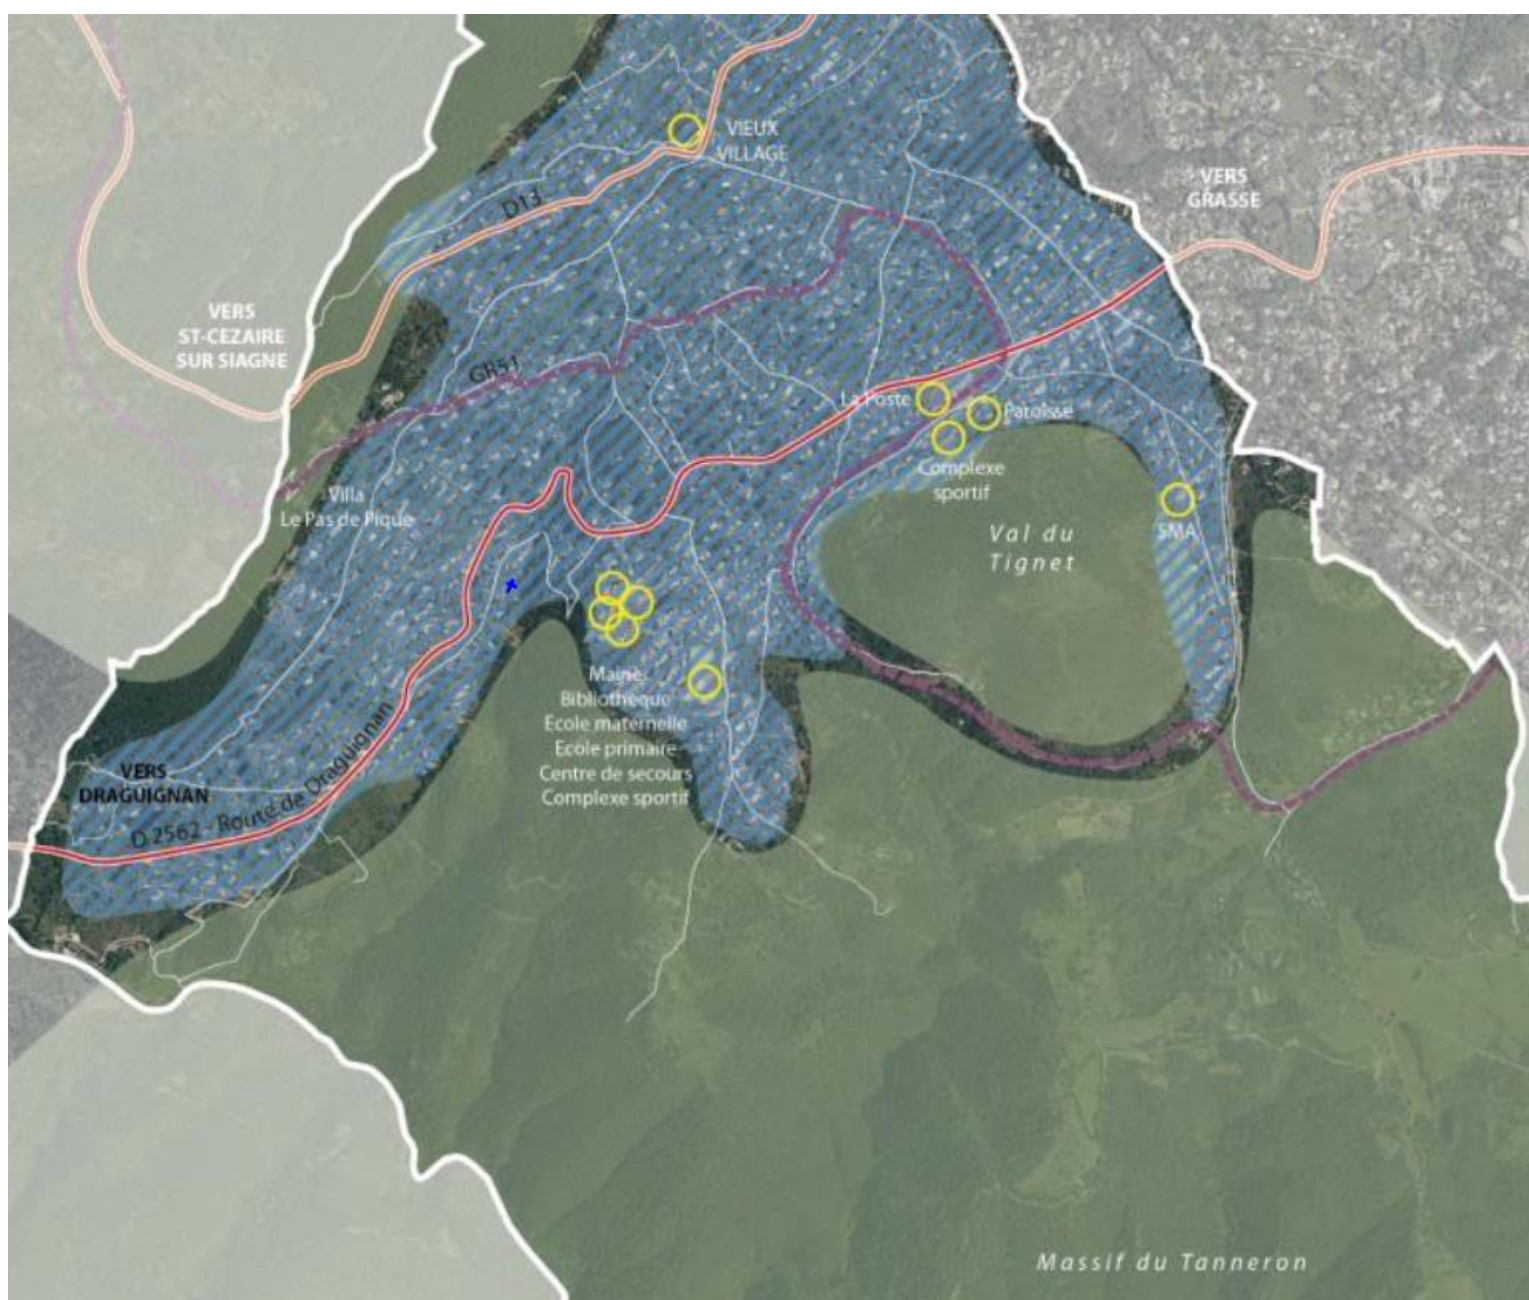 VIEUX
VILLAGE
VERS
GRASSE
D13
VERS
ST-CEZAIRE
SUR SIAGNE
GR51
La Poste
Paroisse
Complexe
sportif
Villa
Le Pas de Pique
SMA
Val du
Tignet
Mairie
Bibliothèque
Ecole maternelle
Ecole primaire
Centre de secours
Complexe sportif
VERS
DRAGUIGNAN
D 2562 - Route de Draguignan
Massif du Tanneron